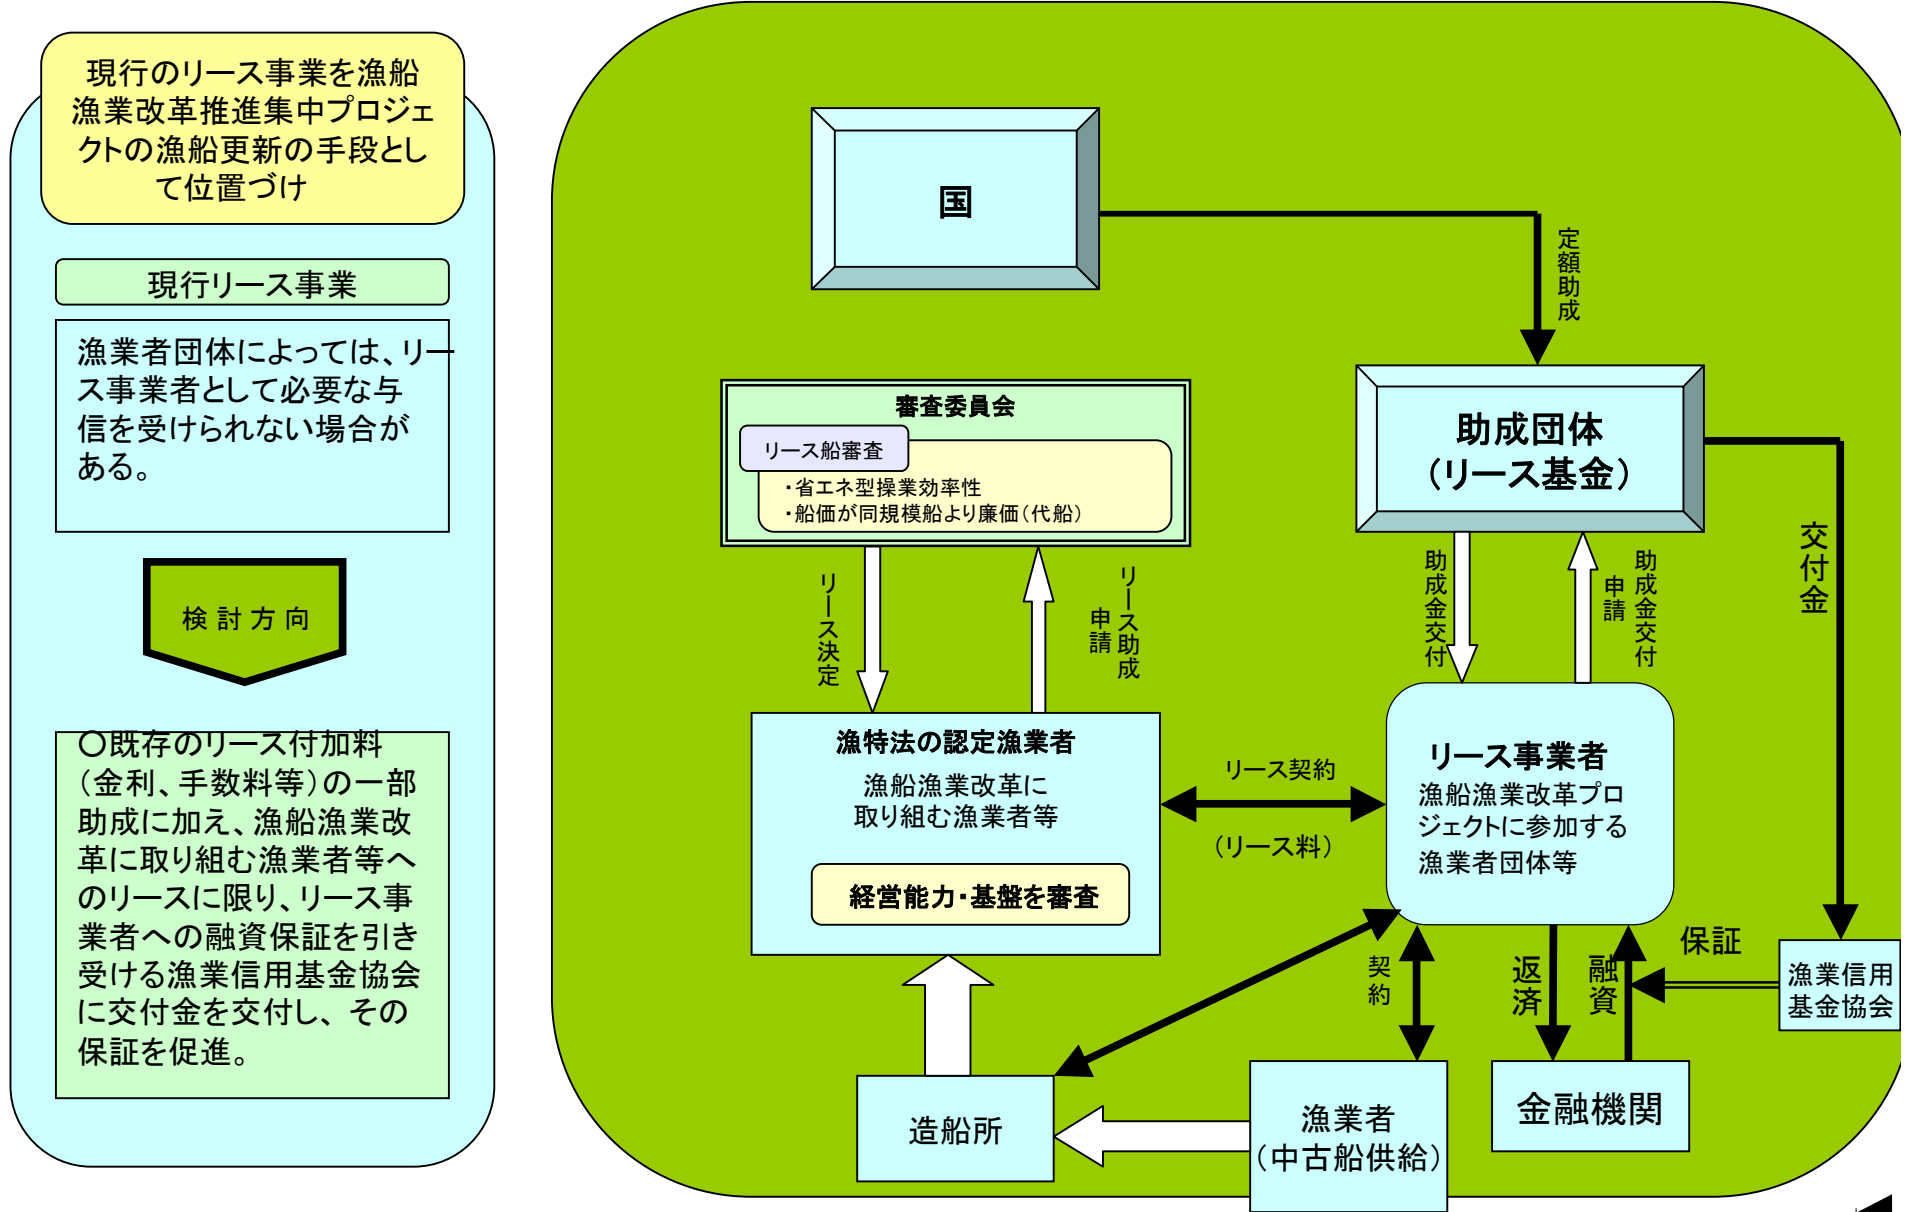 現行のリース事業を漁船
漁業改革推進集中プロジェ
クトの漁船更新の手段とし
て位置づけ
現行リース事業
漁業者団体によっては、リー
ス事業者として必要な与
信を受けられない場合が
ある。
検討方向
○既存のリース付加料
（金利、手数料等）の一部
助成に加え、漁船漁業改
革に取り組む漁業者等へ
のリースに限り、リース事
業者への融資保証を引き
受ける漁業信用基金協会
に交付金を交付し、その
保証を促進。
国
定額助成
審査委員会
リース船審査
・省エネ型操業効率性
・船価が同規模船より廉価（代船）
助成団体
（リース基金）
リース決定
リース助成
申請
助成金交付
助成金交付
申請
交付金
漁特法の認定漁業者
漁船漁業改革に
取り組む漁業者等
経営能力・基盤を審査
リース契約
（リース料）
リース事業者
漁船漁業改革プロ
ジェクトに参加する
漁業者団体等
契約
返済
融資
保証
漁業信用
基金協会
造船所
漁業者
（中古船供給）
金融機関